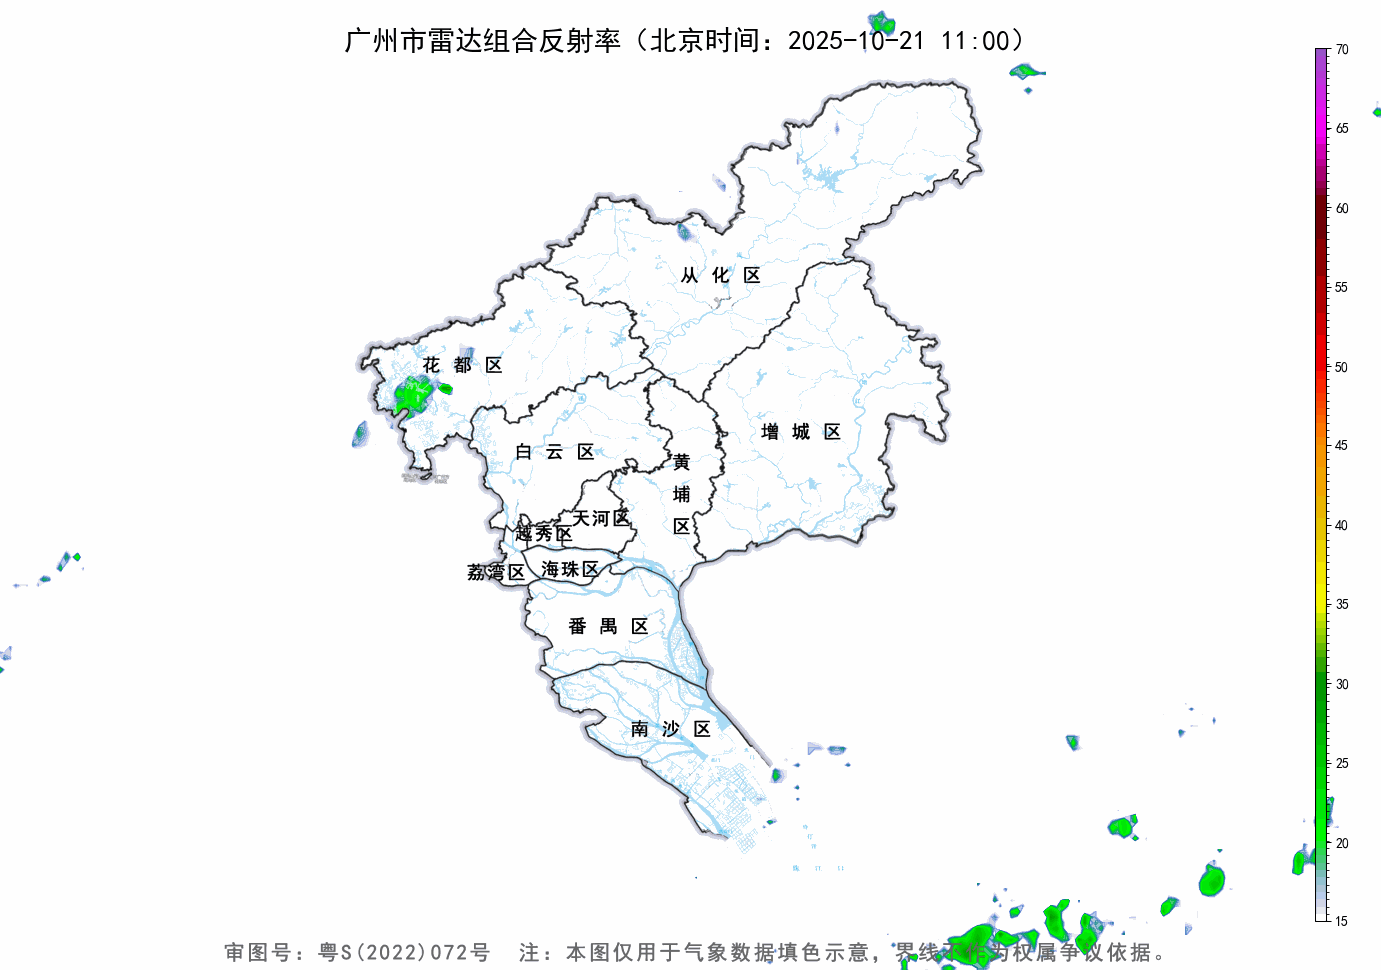 广州市雷达组合反射率（北京时间：2025-10-21 11:00）
70
65
60
55
50
45
40
35
30
25
20
15
从化区
花都区
增城区
白云区
黄埔区
天河区
越秀区
荔湾区
海珠区
番禺区
南沙区
审图号：粤S(2022)072号 注：本图仅用于气象数据填色示意，界线不作为权属争议依据。